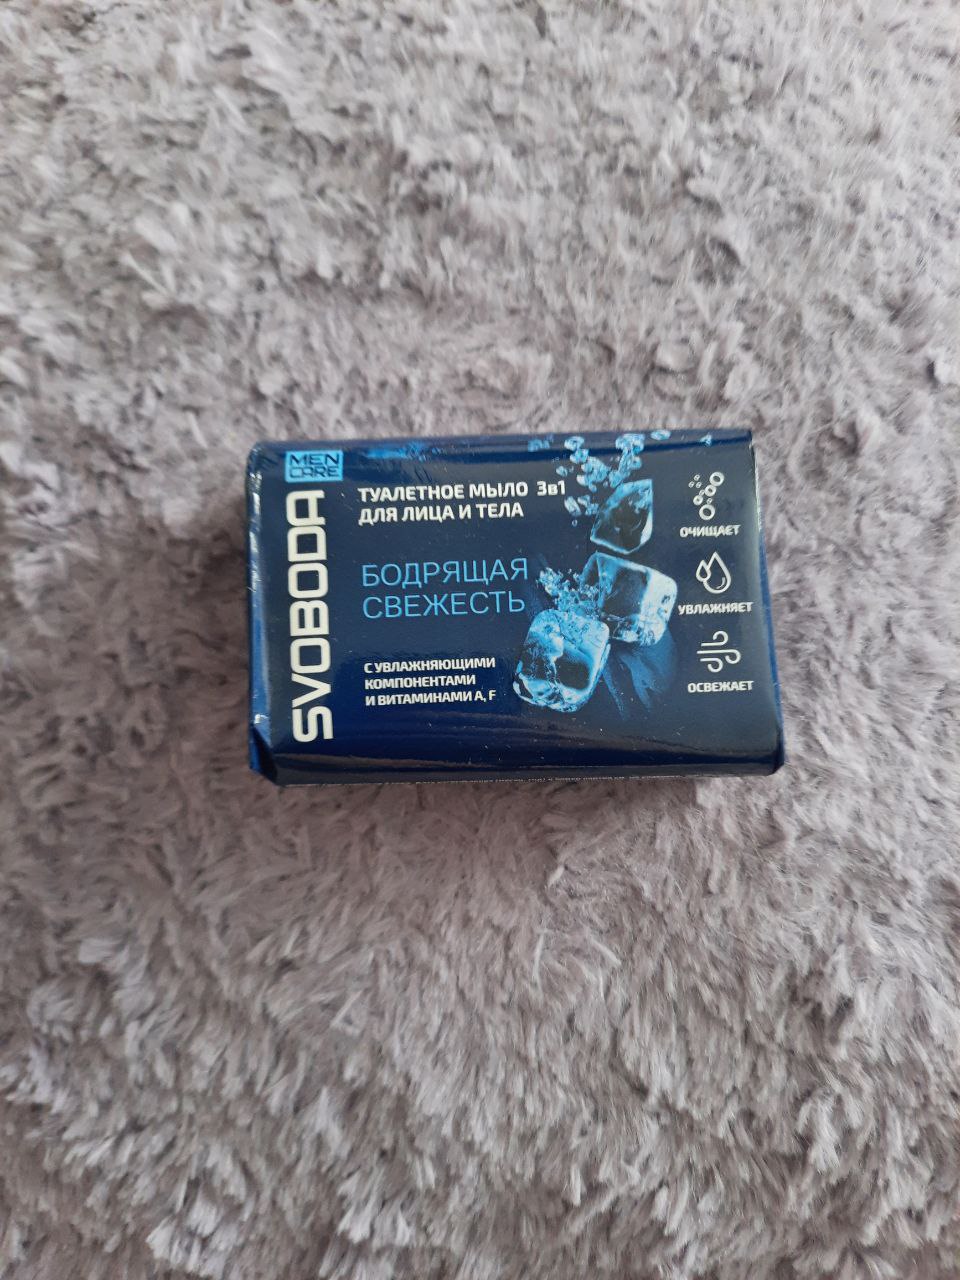 MEN
CARE
SVOBODA
ТУАЛЕТНОЕ МЫЛО 3в1
ДЛЯ ЛИЦА И ТЕЛА
БОДРЯЩАЯ
СВЕЖЕСТЬ
С УВЛАЖНЯЮЩИМИ
КОМПОНЕНТАМИ
И ВИТАМИНАМИ A, F
ОЧИЩАЕТ
УВЛАЖНЯЕТ
ОСВЕЖАЕТ